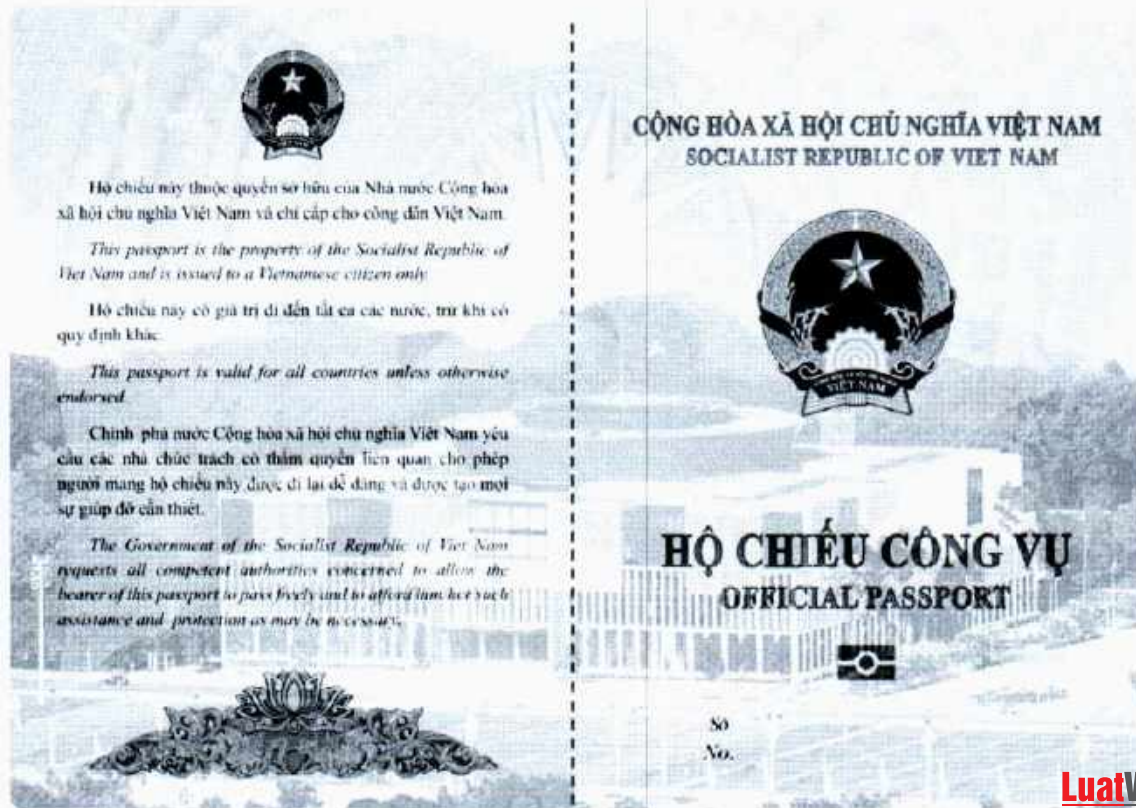 Hộ chiếu này thuộc quyền sở hữu của Nhà nước Cộng hòa
xã hội chủ nghĩa Việt Nam và chỉ cấp cho công dân Việt Nam.
This passport is the property of the Socialist Republic of
Viet Nam and is issued to a Vietnamese citizen only.
Hộ chiếu này có giá trị đi đến tất cả các nước, trừ khi có
quy định khác.
This passport is valid for all countries unless otherwise
endorsed.
Chính phủ nước Cộng hòa xã hội chủ nghĩa Việt Nam yêu
cầu các nhà chức trách có thẩm quyền liên quan cho phép
người mang hộ chiếu này được đi lại dễ dàng và được tạo mọi
sự giúp đỡ cần thiết.
The Government of the Socialist Republic of Viet Nam
requests all competent authorities concerned to allow the
bearer of this passport to pass freely and to afford him/her such
assistance and protection as may be necessary.
CỘNG HÒA XÃ HỘI CHỦ NGHĨA VIỆT NAM
SOCIALIST REPUBLIC OF VIET NAM
VIỆT NAM
HỘ CHIẾU CÔNG VỤ
OFFICIAL PASSPORT
Số
No.
LuatV